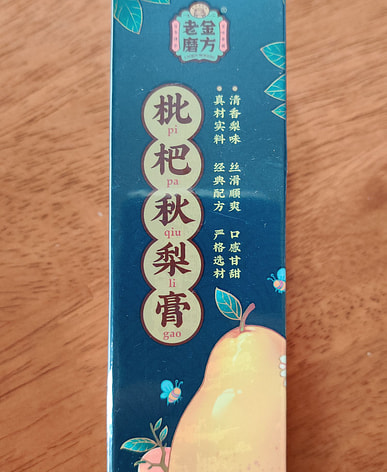 老金
磨方
枇
pi
杷
pa
秋
qiu
梨
li
膏
gao
清香梨味 丝滑顺爽 口感甘甜
真材实料 经典配方 严格选材